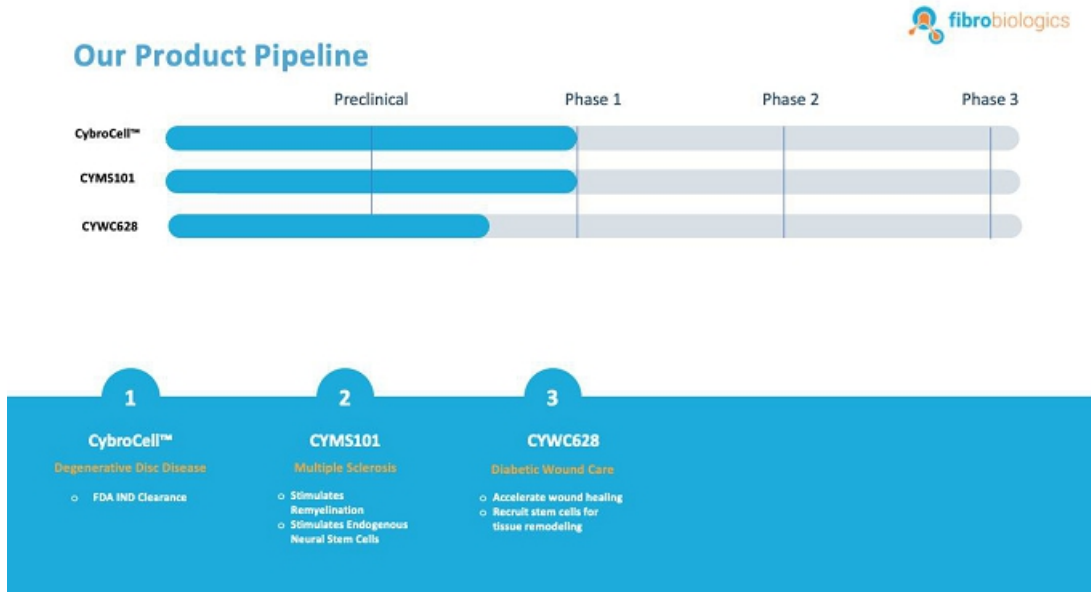 fibrobiologics
Our Product Pipeline
Preclinical Phase 1 Phase 2 Phase 3
CybroCell™
CYMS101
CYWC628
1
CybroCell™
Degenerative Disc Disease
o FDA IND Clearance
2
CYMS101
Multiple Sclerosis
o Stimulates
Remyelination
o Stimulates Endogenous
Neural Stem Cells
3
CYWC628
Diabetic Wound Care
o Accelerate wound healing
o Recruit stem cells for
tissue remodeling